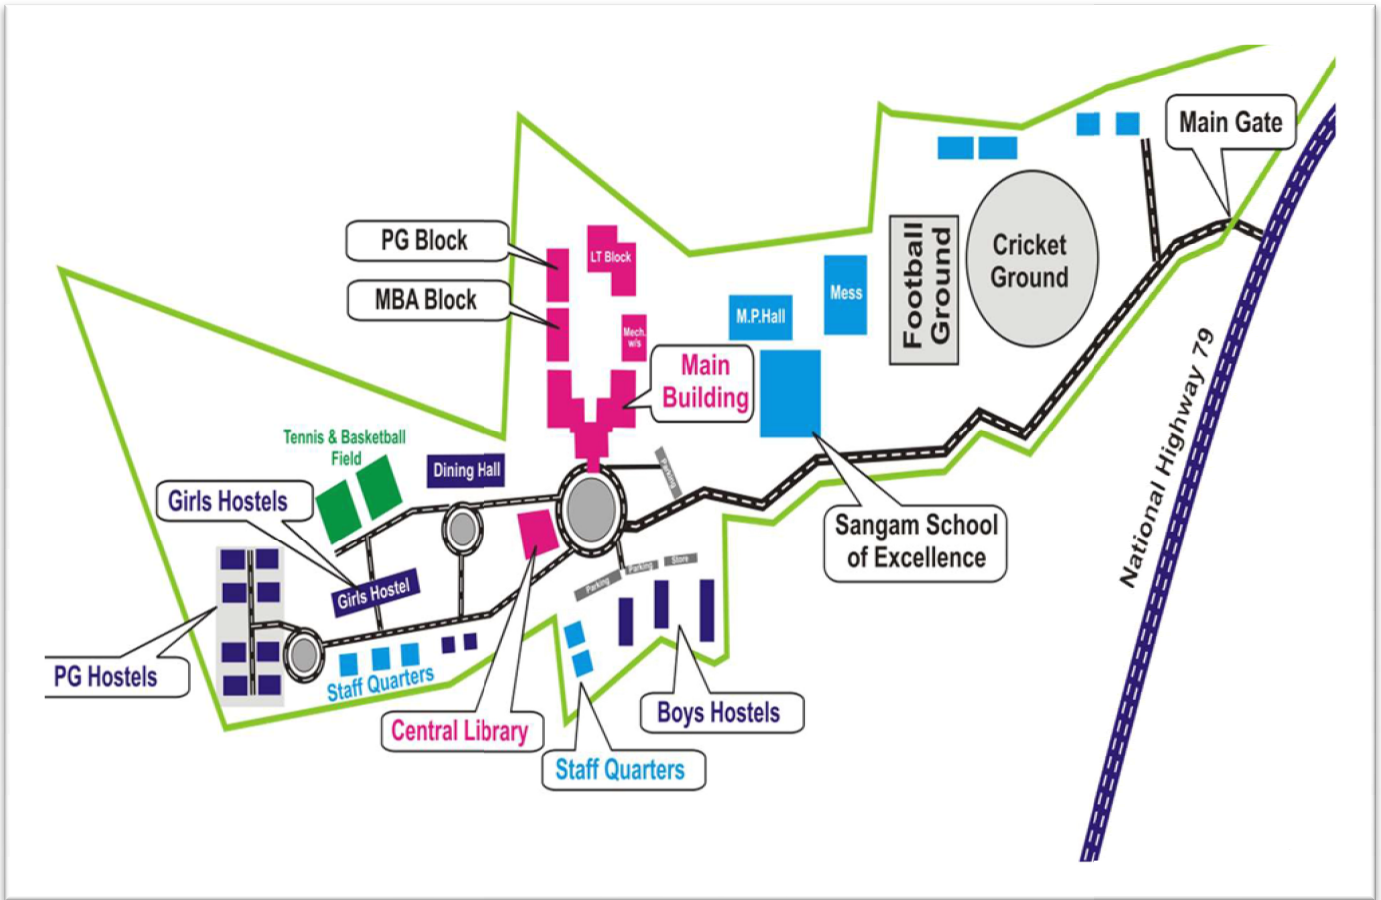 Main Gate
PG Block
LT Block
Football
Ground
Cricket
Ground
MBA Block
Mess
M.P.Hall
Mech.
w/s
Main
Building
National Highway 79
Tennis & Basketball
Field
Dining Hall
Parking
Girls Hostels
Sangam School
of Excellence
Parking
Parking
Store
Girls Hostel
PG Hostels
Staff Quarters
Boys Hostels
Central Library
Staff Quarters